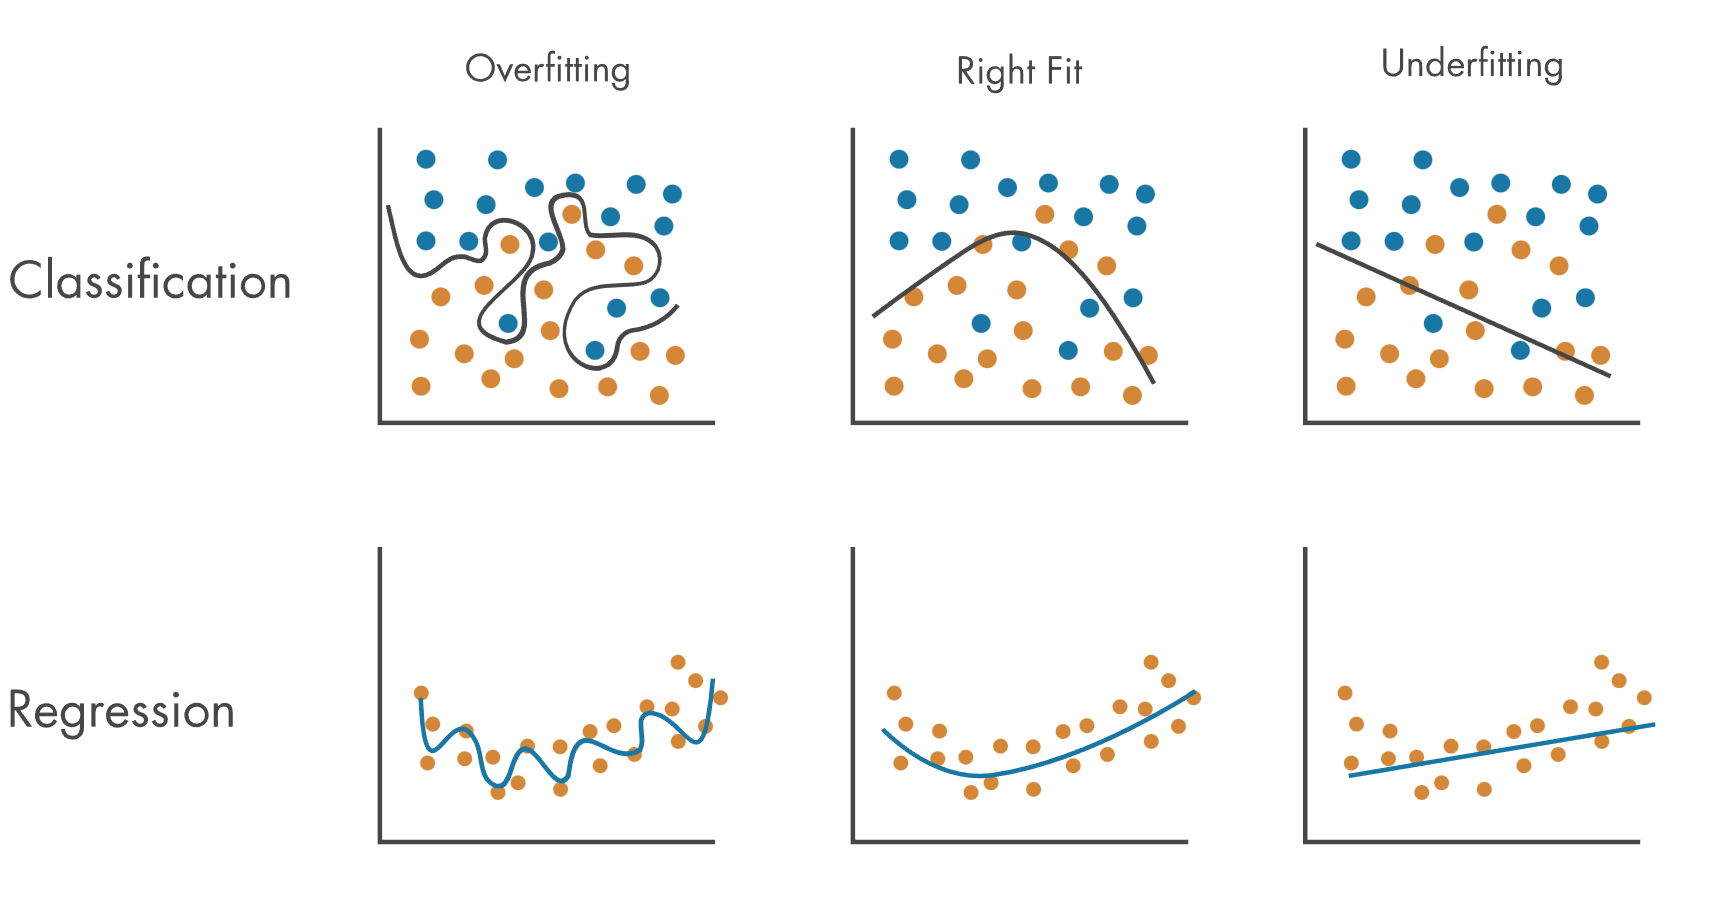 Overfitting
Right Fit
Underfitting
Classification
Regression